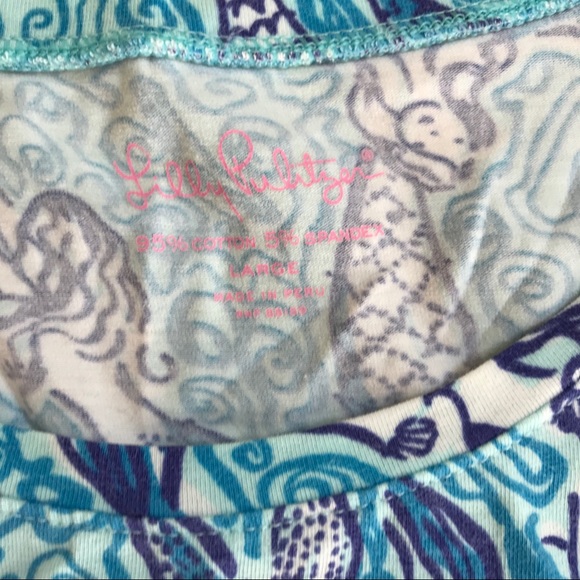 Lilly Pulitzer®
95% COTTON 5% SPANDEX
LARGE
MADE IN PERU